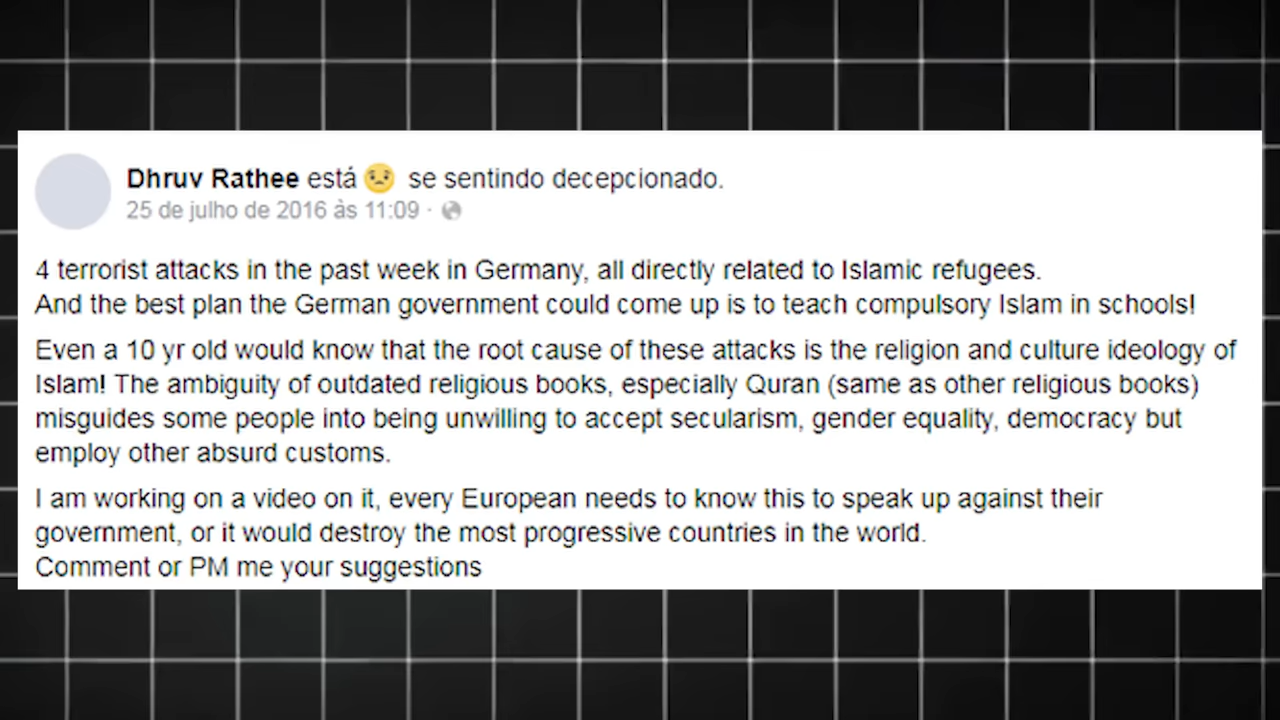 Dhruv Rathee está 😟 se sentindo decepcionado.
25 de julho de 2016 às 11:09 ·
4 terrorist attacks in the past week in Germany, all directly related to Islamic refugees.
And the best plan the German government could come up is to teach compulsory Islam in schools!
Even a 10 yr old would know that the root cause of these attacks is the religion and culture ideology of
Islam! The ambiguity of outdated religious books, especially Quran (same as other religious books)
misguides some people into being unwilling to accept secularism, gender equality, democracy but
employ other absurd customs.
I am working on a video on it, every European needs to know this to speak up against their
government, or it would destroy the most progressive countries in the world.
Comment or PM me your suggestions